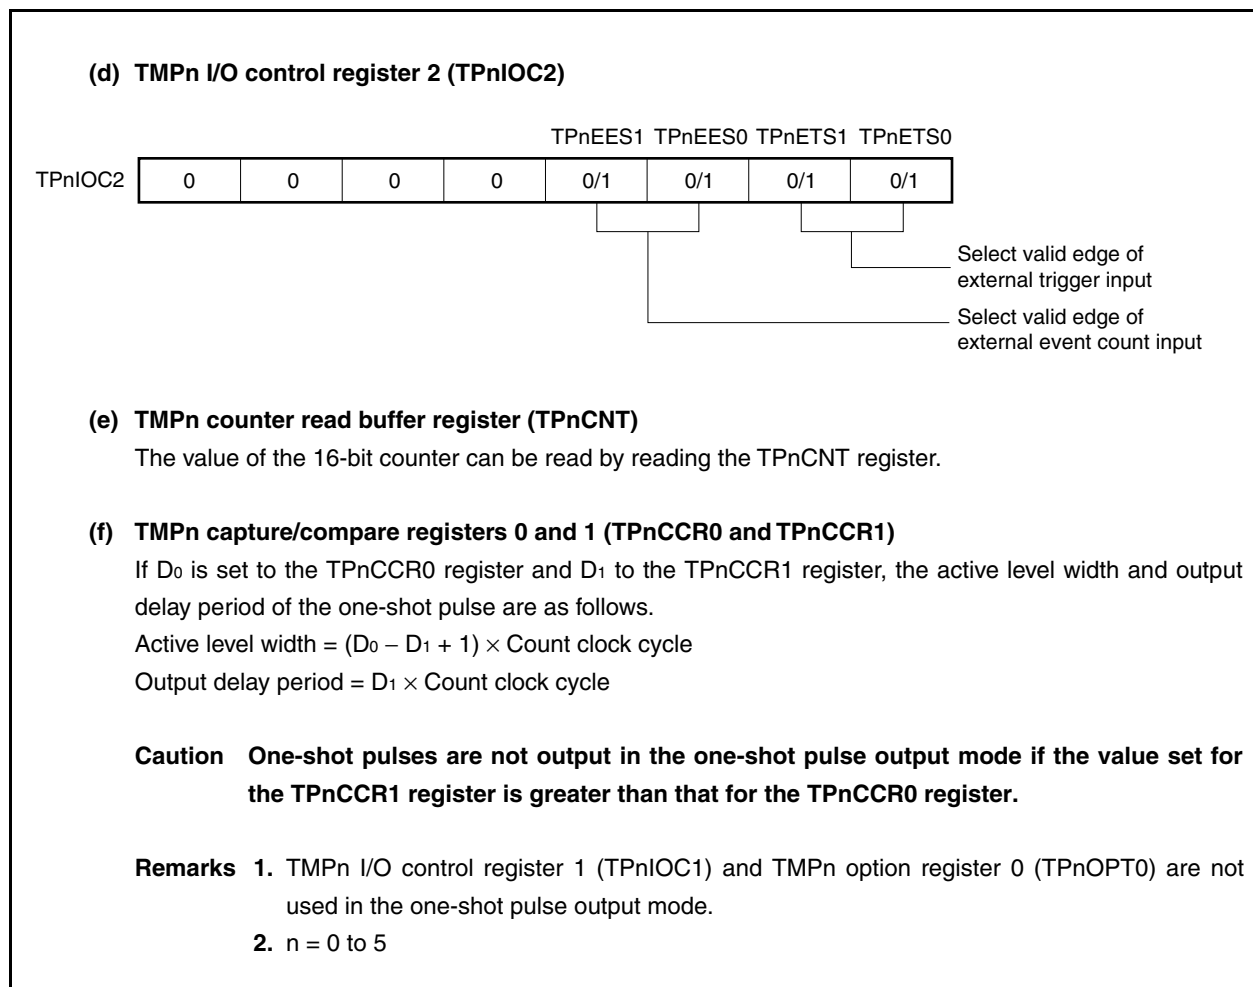 (d) TMPn I/O control register 2 (TPnIOC2)
TPnEES1 TPnEES0 TPnETS1 TPnETS0
TPnIOC2 0 0 0 0 0/1 0/1 0/1 0/1
Select valid edge of
external trigger input
Select valid edge of
external event count input
(e) TMPn counter read buffer register (TPnCNT)
The value of the 16-bit counter can be read by reading the TPnCNT register.
(f) TMPn capture/compare registers 0 and 1 (TPnCCR0 and TPnCCR1)
If D0 is set to the TPnCCR0 register and D1 to the TPnCCR1 register, the active level width and output
delay period of the one-shot pulse are as follows.
Active level width = (D0 − D1 + 1) × Count clock cycle
Output delay period = D1 × Count clock cycle
Caution One-shot pulses are not output in the one-shot pulse output mode if the value set for
the TPnCCR1 register is greater than that for the TPnCCR0 register.
Remarks 1. TMPn I/O control register 1 (TPnIOC1) and TMPn option register 0 (TPnOPT0) are not
used in the one-shot pulse output mode.
2. n = 0 to 5